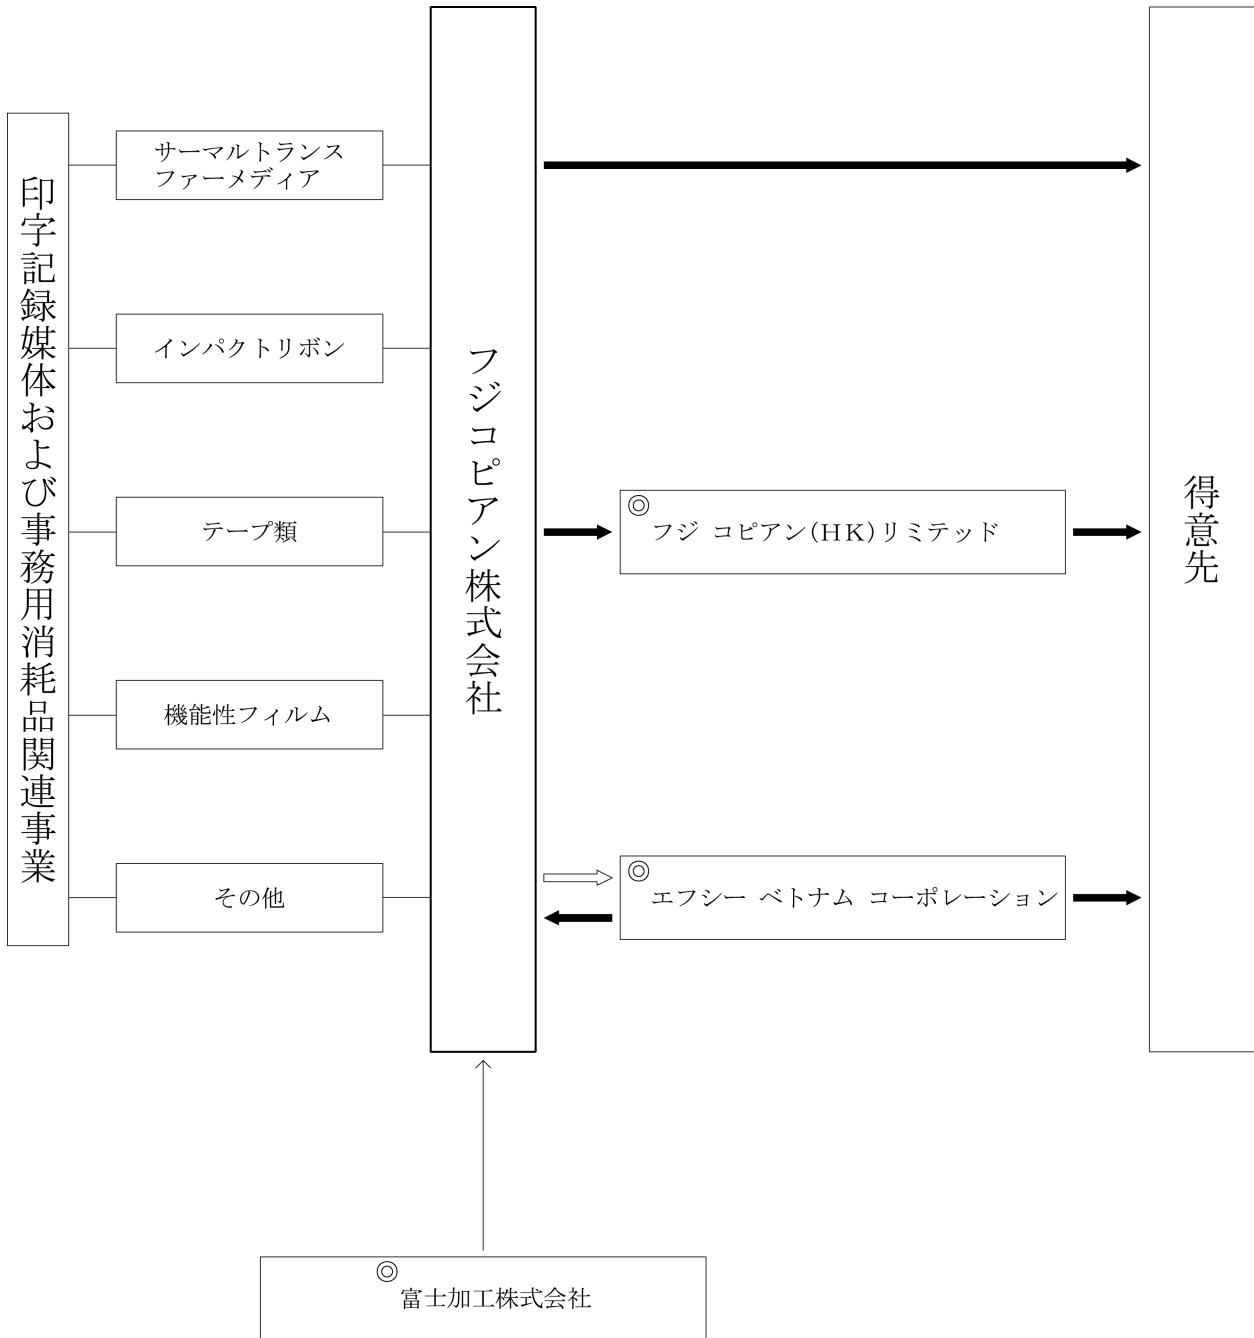 印字記録媒体および事務用消耗品関連事業
サーマルトランス
ファーメディア
インパクトリボン
テープ類
機能性フィルム
その他
フジコピアン株式会社
◎
フジ コピアン(HK)リミテッド
◎
エフシー ベトナム コーポレーション
得意先
◎
富士加工株式会社